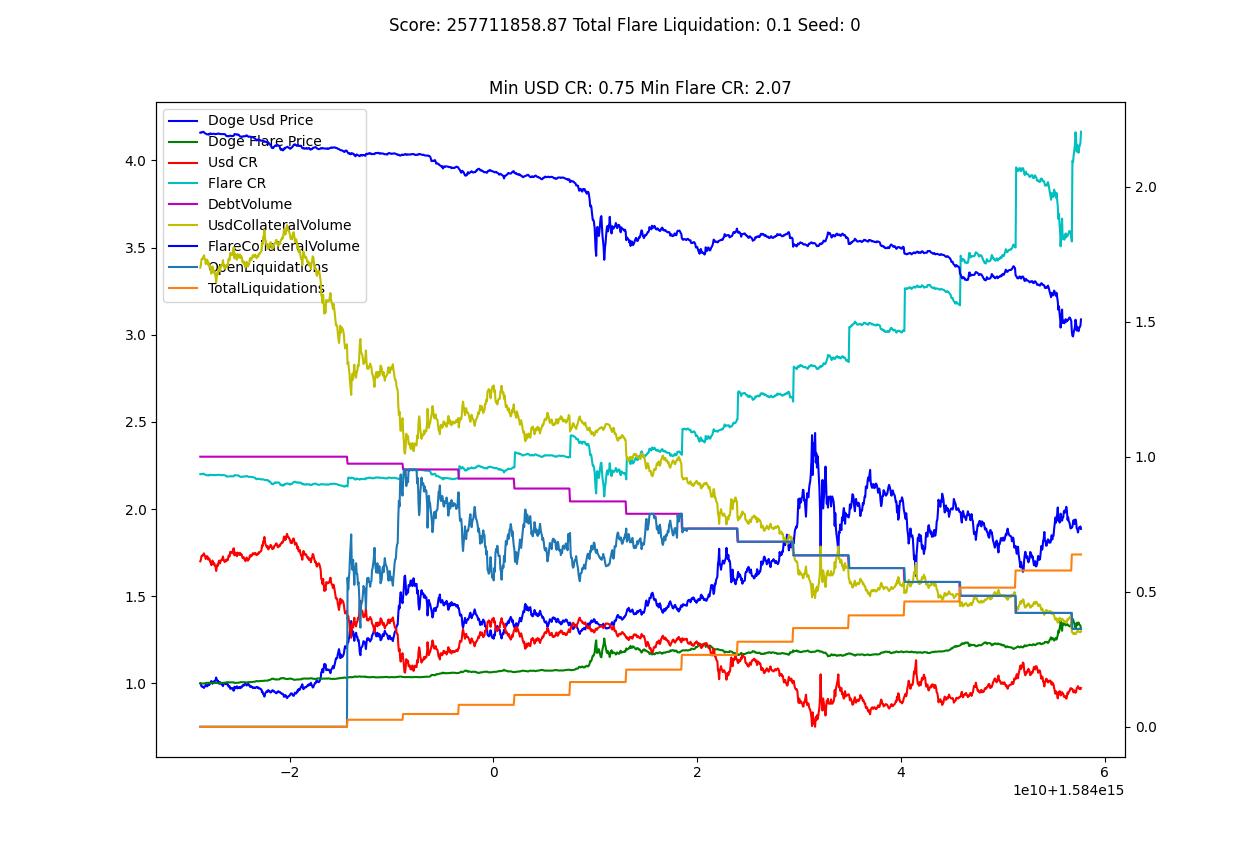 Score: 257711858.87 Total Flare Liquidation: 0.1 Seed: 0
Min USD CR: 0.75 Min Flare CR: 2.07
Doge Usd Price
Doge Flare Price
Usd CR
Flare CR
DebtVolume
UsdCollateralVolume
FlareCollateralVolume
OpenLiquidations
TotalLiquidations
4.0
3.5
3.0
2.5
2.0
1.5
1.0
2.0
1.5
1.0
0.5
0.0
−2 0 2 4 6
1e10+1.584e15